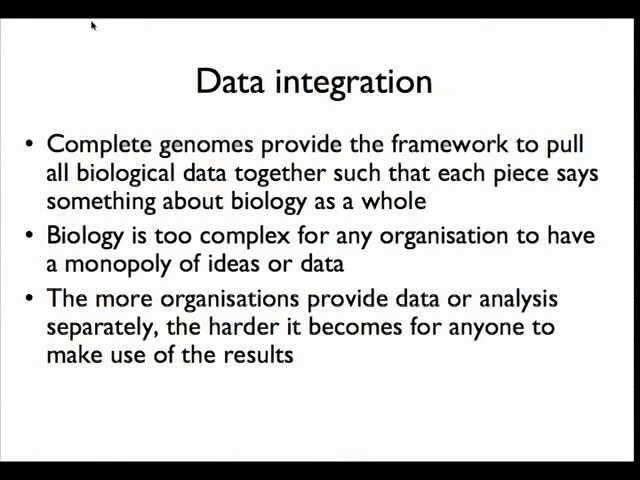 Data integration
• Complete genomes provide the framework to pull
all biological data together such that each piece says
something about biology as a whole
• Biology is too complex for any organisation to have
a monopoly of ideas or data
• The more organisations provide data or analysis
separately, the harder it becomes for anyone to
make use of the results